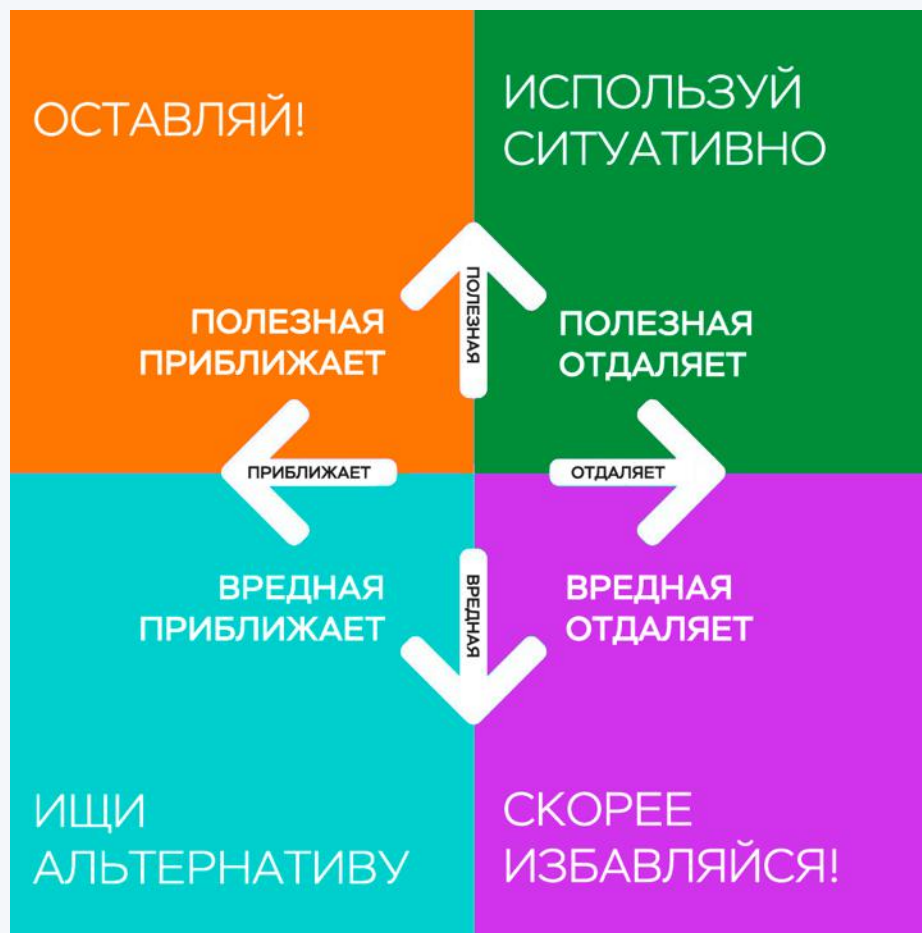 ОСТАВЛЯЙ!
ИСПОЛЬЗУЙ
СИТУАТИВНО
ПОЛЕЗНАЯ
ПОЛЕЗНАЯ
ПРИБЛИЖАЕТ
ПОЛЕЗНАЯ
ОТДАЛЯЕТ
ПРИБЛИЖАЕТ
ОТДАЛЯЕТ
ВРЕДНАЯ
ПРИБЛИЖАЕТ
ВРЕДНАЯ
ВРЕДНАЯ
ОТДАЛЯЕТ
ИЩИ
АЛЬТЕРНАТИВУ
СКОРЕЕ
ИЗБАВЛЯЙСЯ!